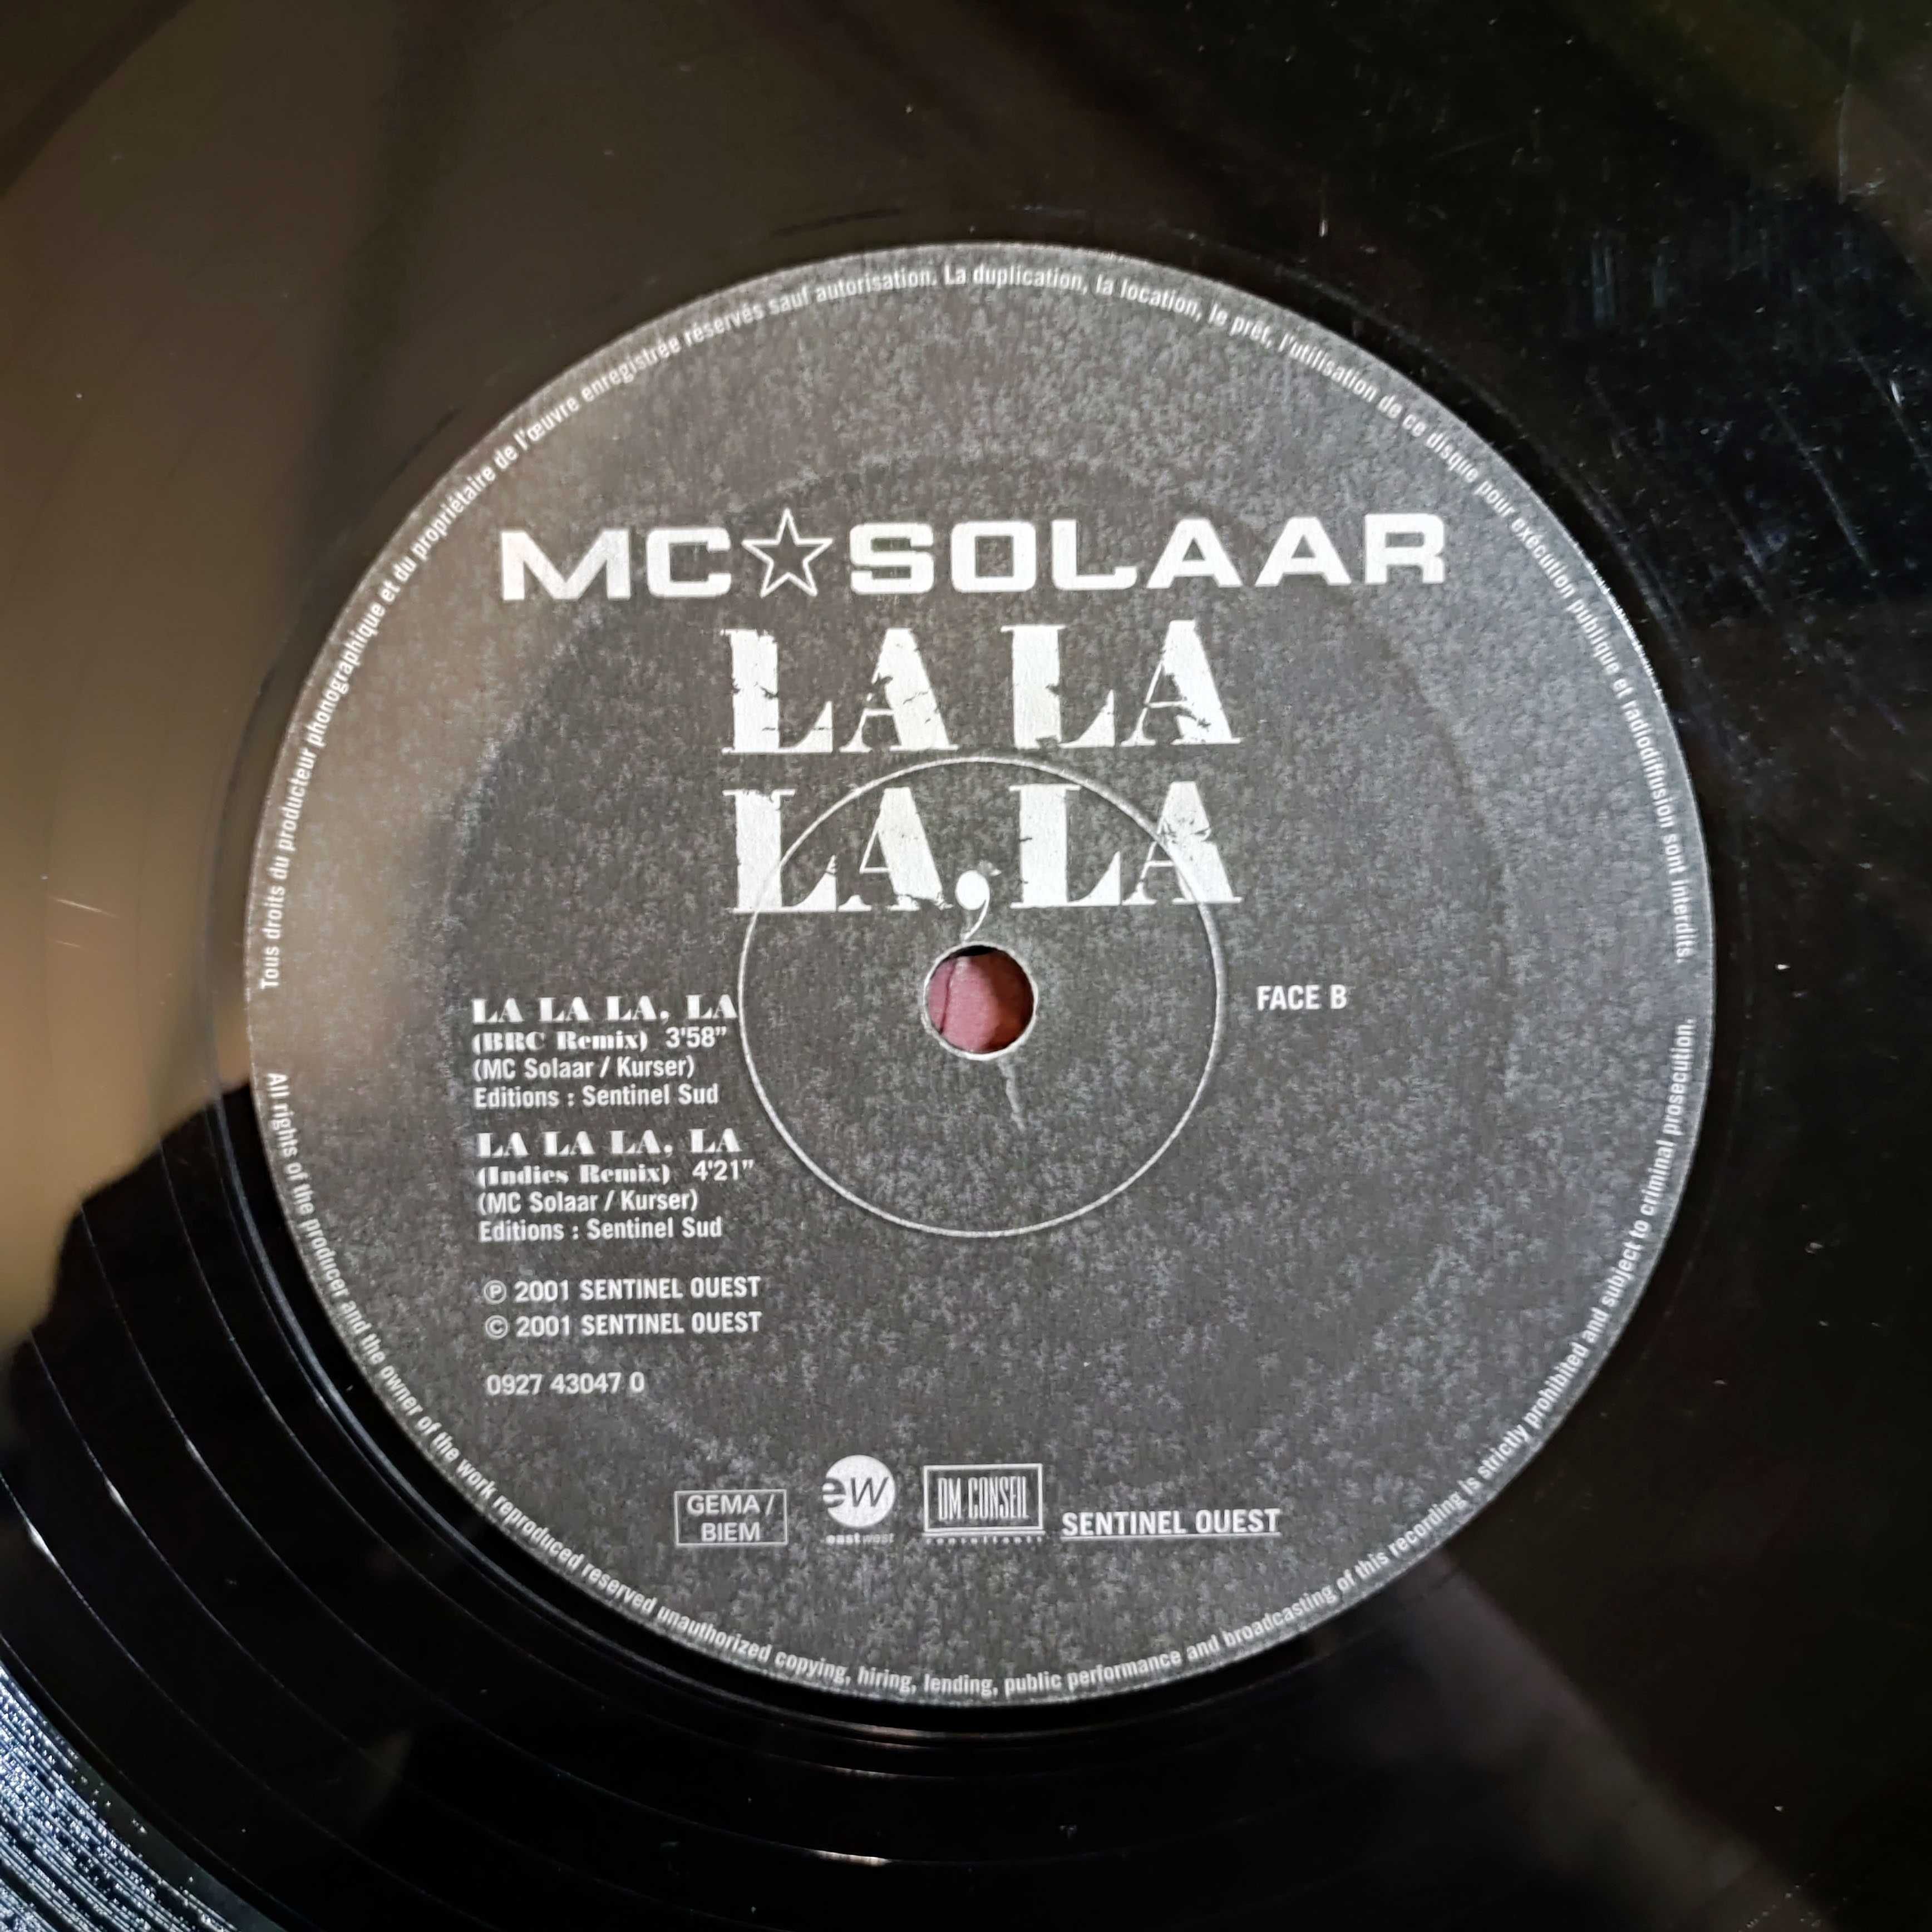 Tous droits du producteur phonographique et du propriétaire de l'œuvre enregistrée réservés sauf autorisation. La duplication, la location, le prêt, l'utilisation de ce disque pour exécution publique et radiodiffusion sont interdits.
MC☆SOLAAR
LA LA
LA, LA
FACE B
LA LA LA, LA
(BRC Remix) 3'58"
(MC Solaar / Kurser)
Editions : Sentinel Sud
LA LA LA, LA
(Indies Remix) 4'21"
(MC Solaar / Kurser)
Editions : Sentinel Sud
℗ 2001 SENTINEL OUEST
© 2001 SENTINEL OUEST
0927 43047 0
GEMA /
BIEM
ew
eastwest
DM CONSEIL
consultants
SENTINEL OUEST
All rights of the producer and the owner of the work reproduced reserved unauthorized copying, hiring, lending, public performance and broadcasting of this recording is strictly prohibited and subject to criminal prosecution.